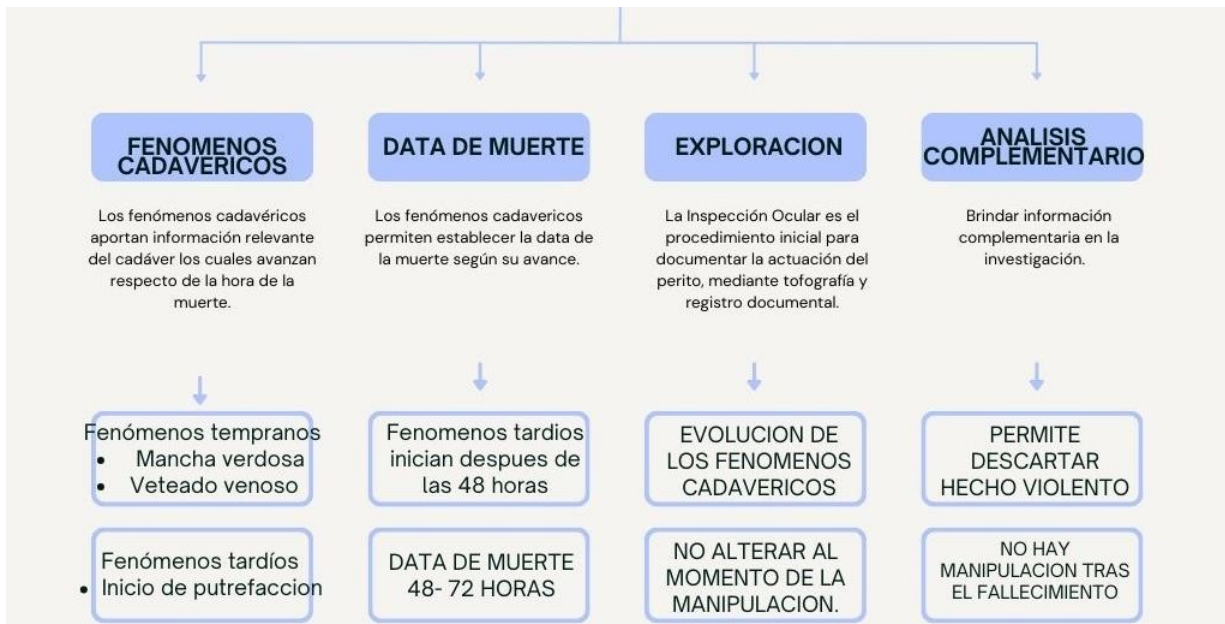 FENOMENOS
CADAVERICOS
Los fenómenos cadavéricos
aportan información relevante
del cadáver los cuales avanzan
respecto de la hora de la
muerte.
Fenómenos tempranos
• Mancha verdosa
• Veteado venoso
Fenómenos tardíos
• Inicio de putrefaccion
DATA DE MUERTE
Los fenómenos cadavericos
permiten establecer la data de
la muerte según su avance.
Fenomenos tardios
inician despues de
las 48 horas
DATA DE MUERTE
48- 72 HORAS
EXPLORACION
La Inspección Ocular es el
procedimiento inicial para
documentar la actuación del
perito, mediante tofografía y
registro documental.
EVOLUCION DE
LOS FENOMENOS
CADAVERICOS
NO ALTERAR AL
MOMENTO DE LA
MANIPULACION.
ANALISIS
COMPLEMENTARIO
Brindar información
complementaria en la
investigación.
PERMITE
DESCARTAR
HECHO VIOLENTO
NO HAY
MANIPULACION TRAS
EL FALLECIMIENTO